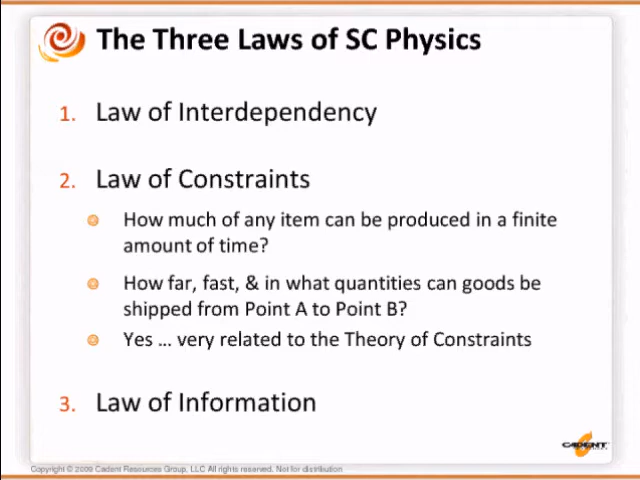 The Three Laws of SC Physics
1. Law of Interdependency
2. Law of Constraints
How much of any item can be produced in a finite
amount of time?
How far, fast, & in what quantities can goods be
shipped from Point A to Point B?
Yes ... very related to the Theory of Constraints
3. Law of Information
CADENT
Copyright © 2009 Cadent Resources Group, LLC All rights reserved. Not for distribution